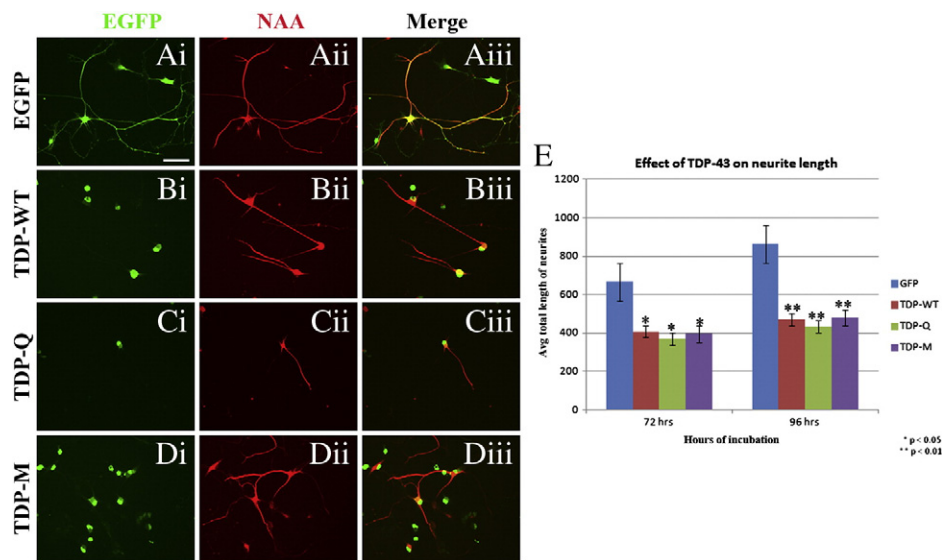 EGFP NAA Merge
EGFP Ai Aii Aiii
TDP-WT Bi Bii Biii
TDP-Q Ci Cii Ciii
TDP-M Di Dii Diii
E
Effect of TDP-43 on neurite length
Avg total length of neurites
1200
1000
800
600
400
200
0
* * *
** ** **
72 hrs 96 hrs
Hours of incubation
GFP
TDP-WT
TDP-Q
TDP-M
* p < 0.05
** p < 0.01